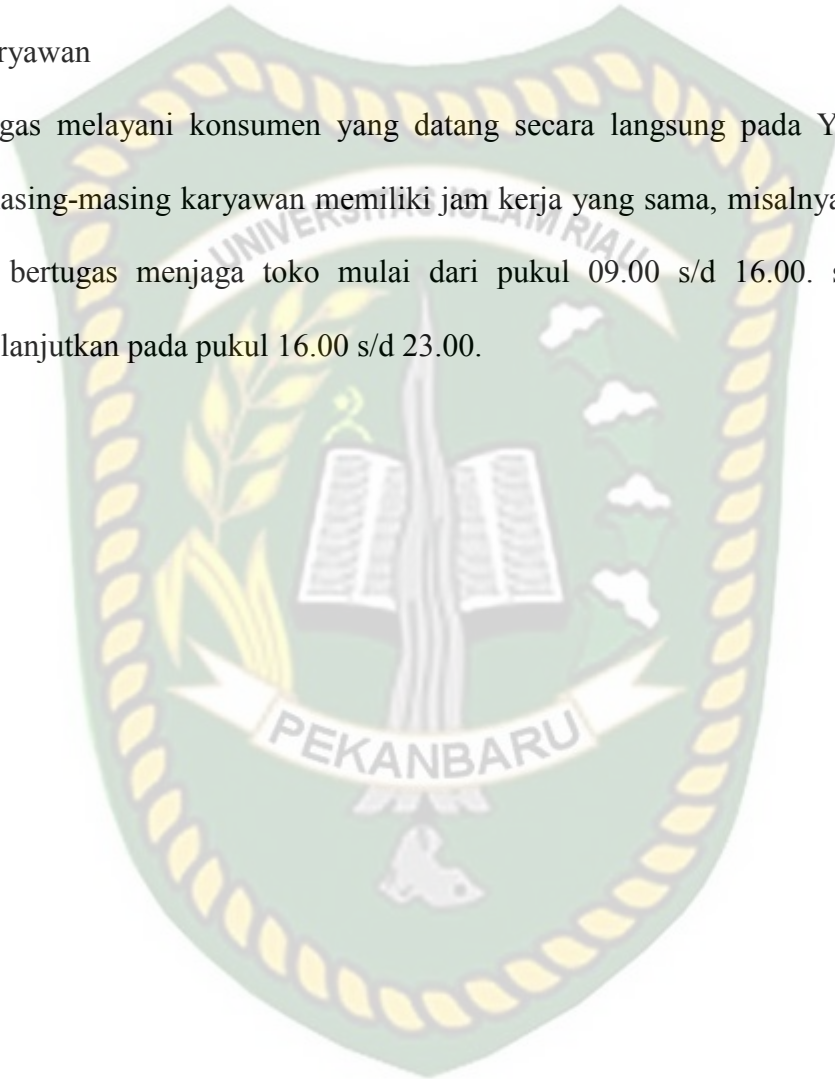 ryawan
gas melayani konsumen yang datang secara langsung pada Y
asing-masing karyawan memiliki jam kerja yang sama, misalnya
bertugas menjaga toko mulai dari pukul 09.00 s/d 16.00. s
lanjutkan pada pukul 16.00 s/d 23.00.
UNIVERSITAS ISLAM RIAU
PEKANBARU